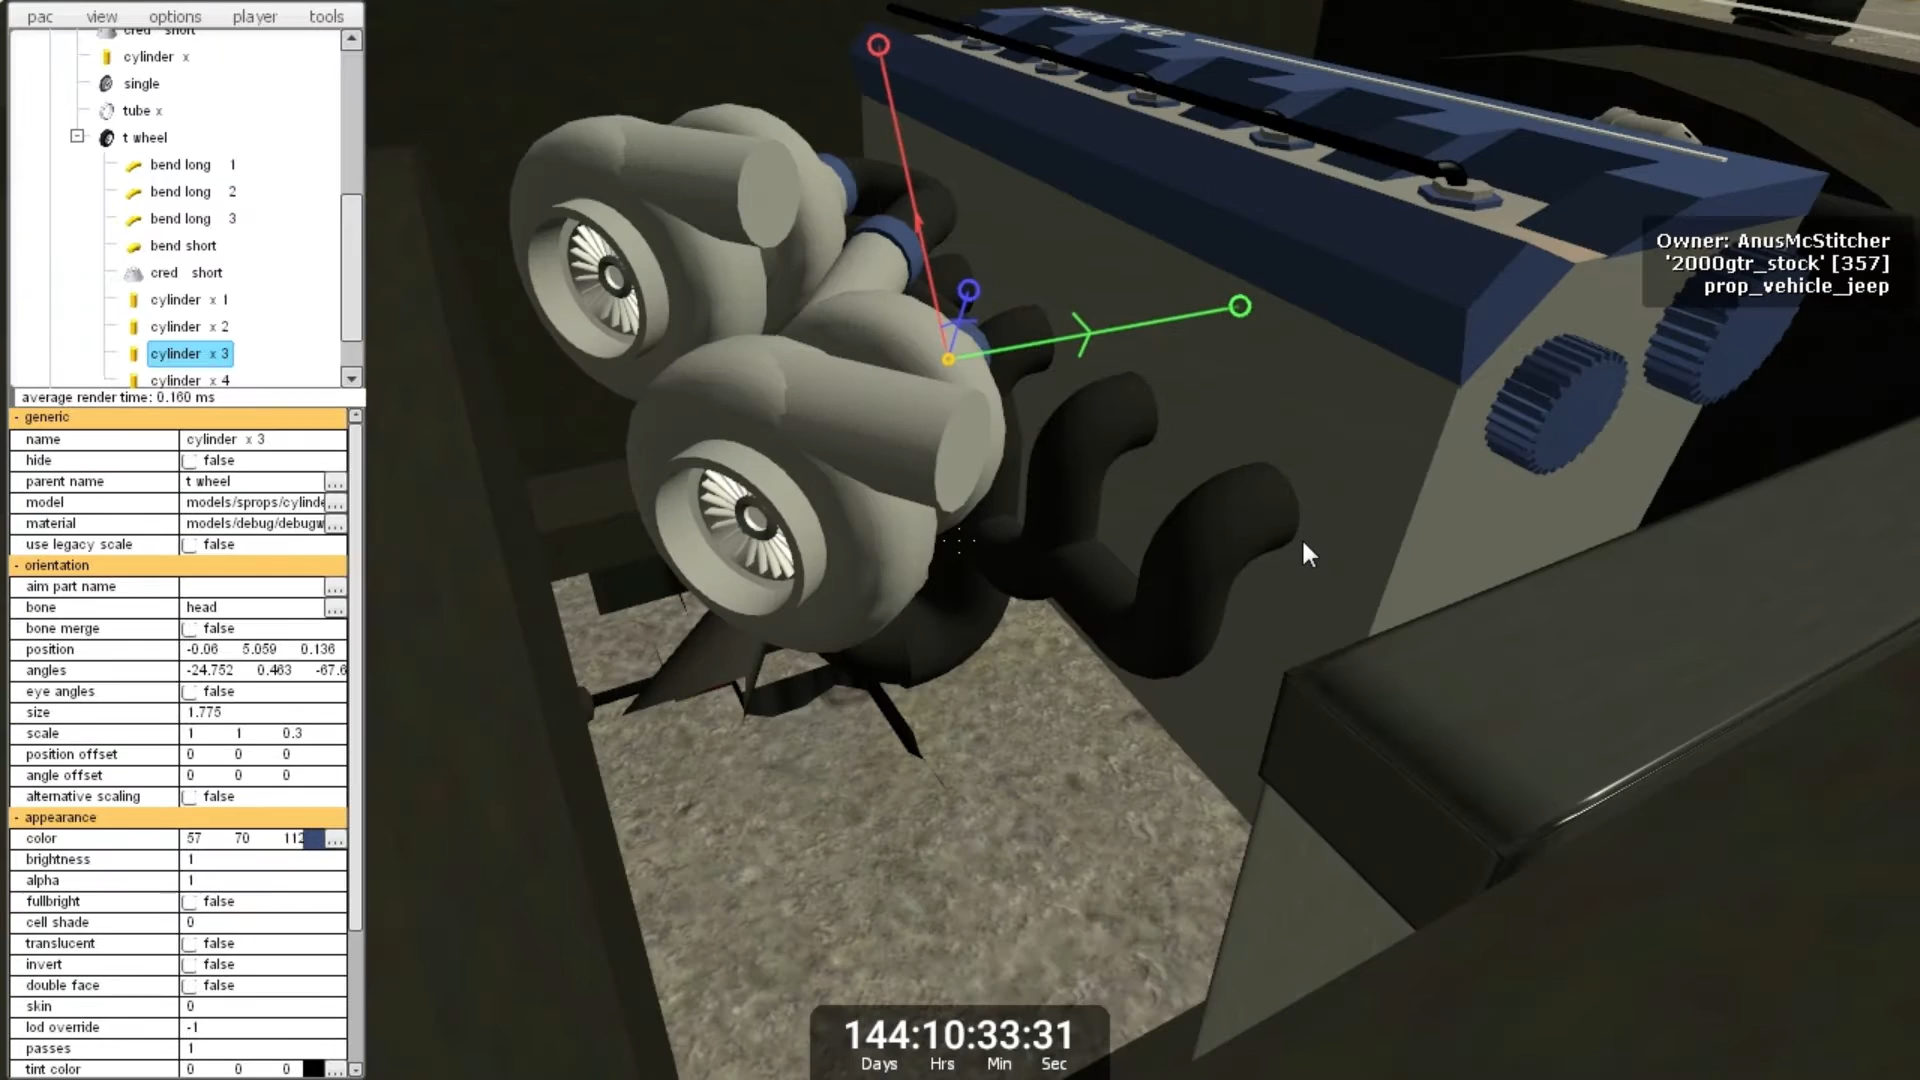 pac view options player tools
cred short
cylinder x
single
tube x
t wheel
bend long 1
bend long 2
bend long 3
bend short
cred short
cylinder x 1
cylinder x 2
cylinder x 3
cylinder x 4
average render time: 0.160 ms
- generic
name cylinder x 3
hide false
parent name t wheel ...
model models/sprops/cylinde ...
material models/debug/debugw ...
use legacy scale false
- orientation
aim part name ...
bone head ...
bone merge false
position -0.06 5.059 0.136
angles -24.752 0.463 -67.6
eye angles false
size 1.775
scale 1 1 0.3
position offset 0 0 0
angle offset 0 0 0
alternative scaling false
- appearance
color 57 70 112 ...
brightness 1
alpha 1
fullbright false
cell shade 0
translucent false
invert false
double face false
skin 0
lod override -1
passes 1
tint color 0 0 0 ...
Owner: AnusMcStitcher
'2000gtr_stock' [357]
prop_vehicle_jeep
144:10:33:31
Days Hrs Min Sec